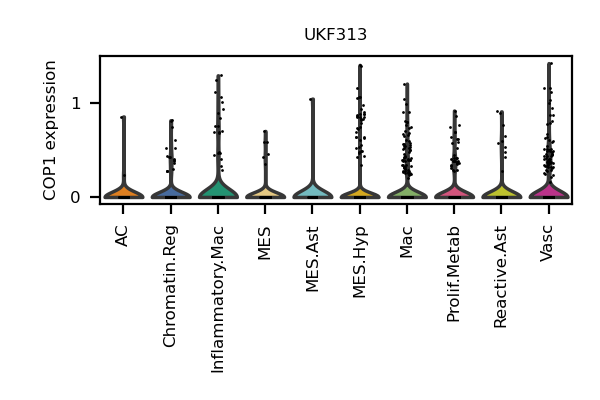 UKF313
COP1 expression
1
0
AC
Chromatin.Reg
Inflammatory.Mac
MES
MES.Ast
MES.Hyp
Mac
Prolif.Metab
Reactive.Ast
Vasc